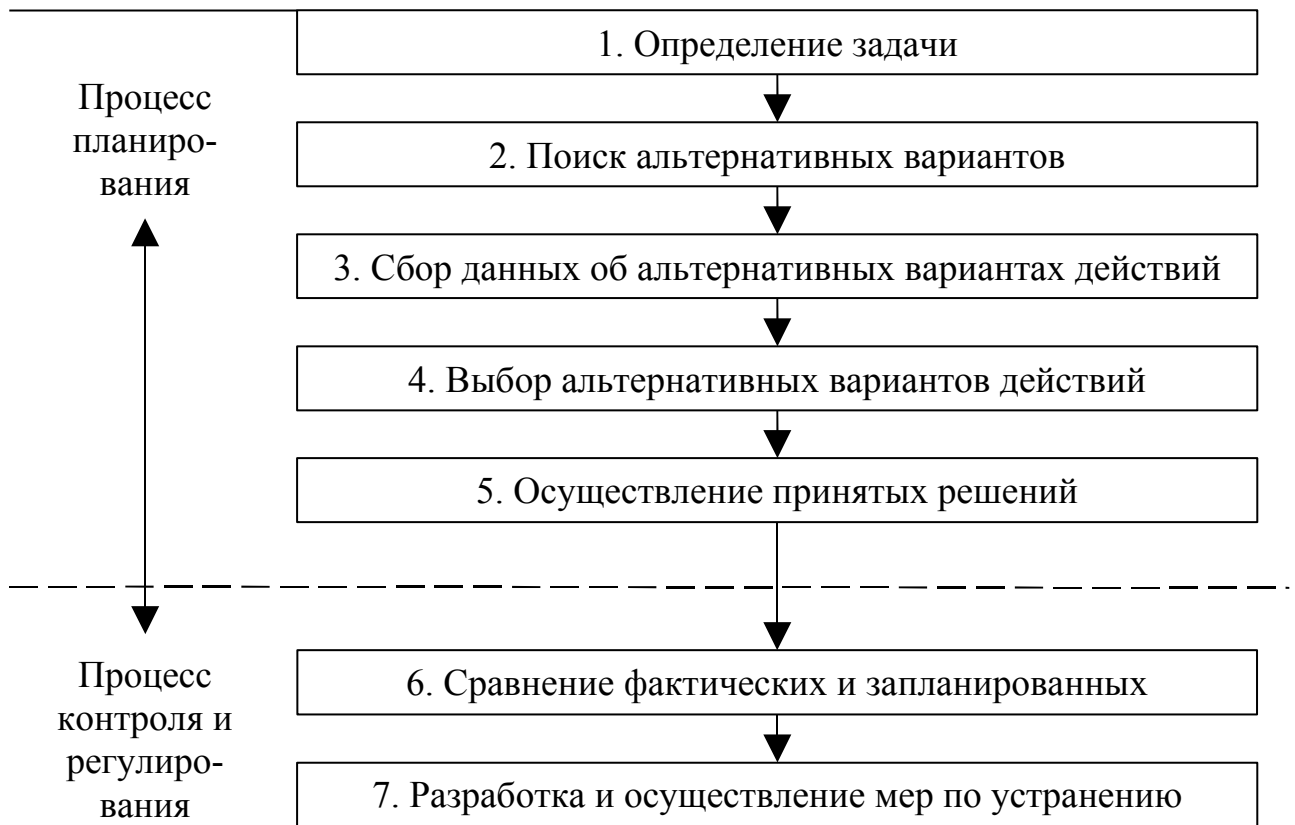 1. Определение задачи
Процесс
планиро-
вания
2. Поиск альтернативных вариантов
3. Сбор данных об альтернативных вариантах действий
4. Выбор альтернативных вариантов действий
5. Осуществление принятых решений
Процесс
контроля и
регулиро-
вания
6. Сравнение фактических и запланированных
7. Разработка и осуществление мер по устранению